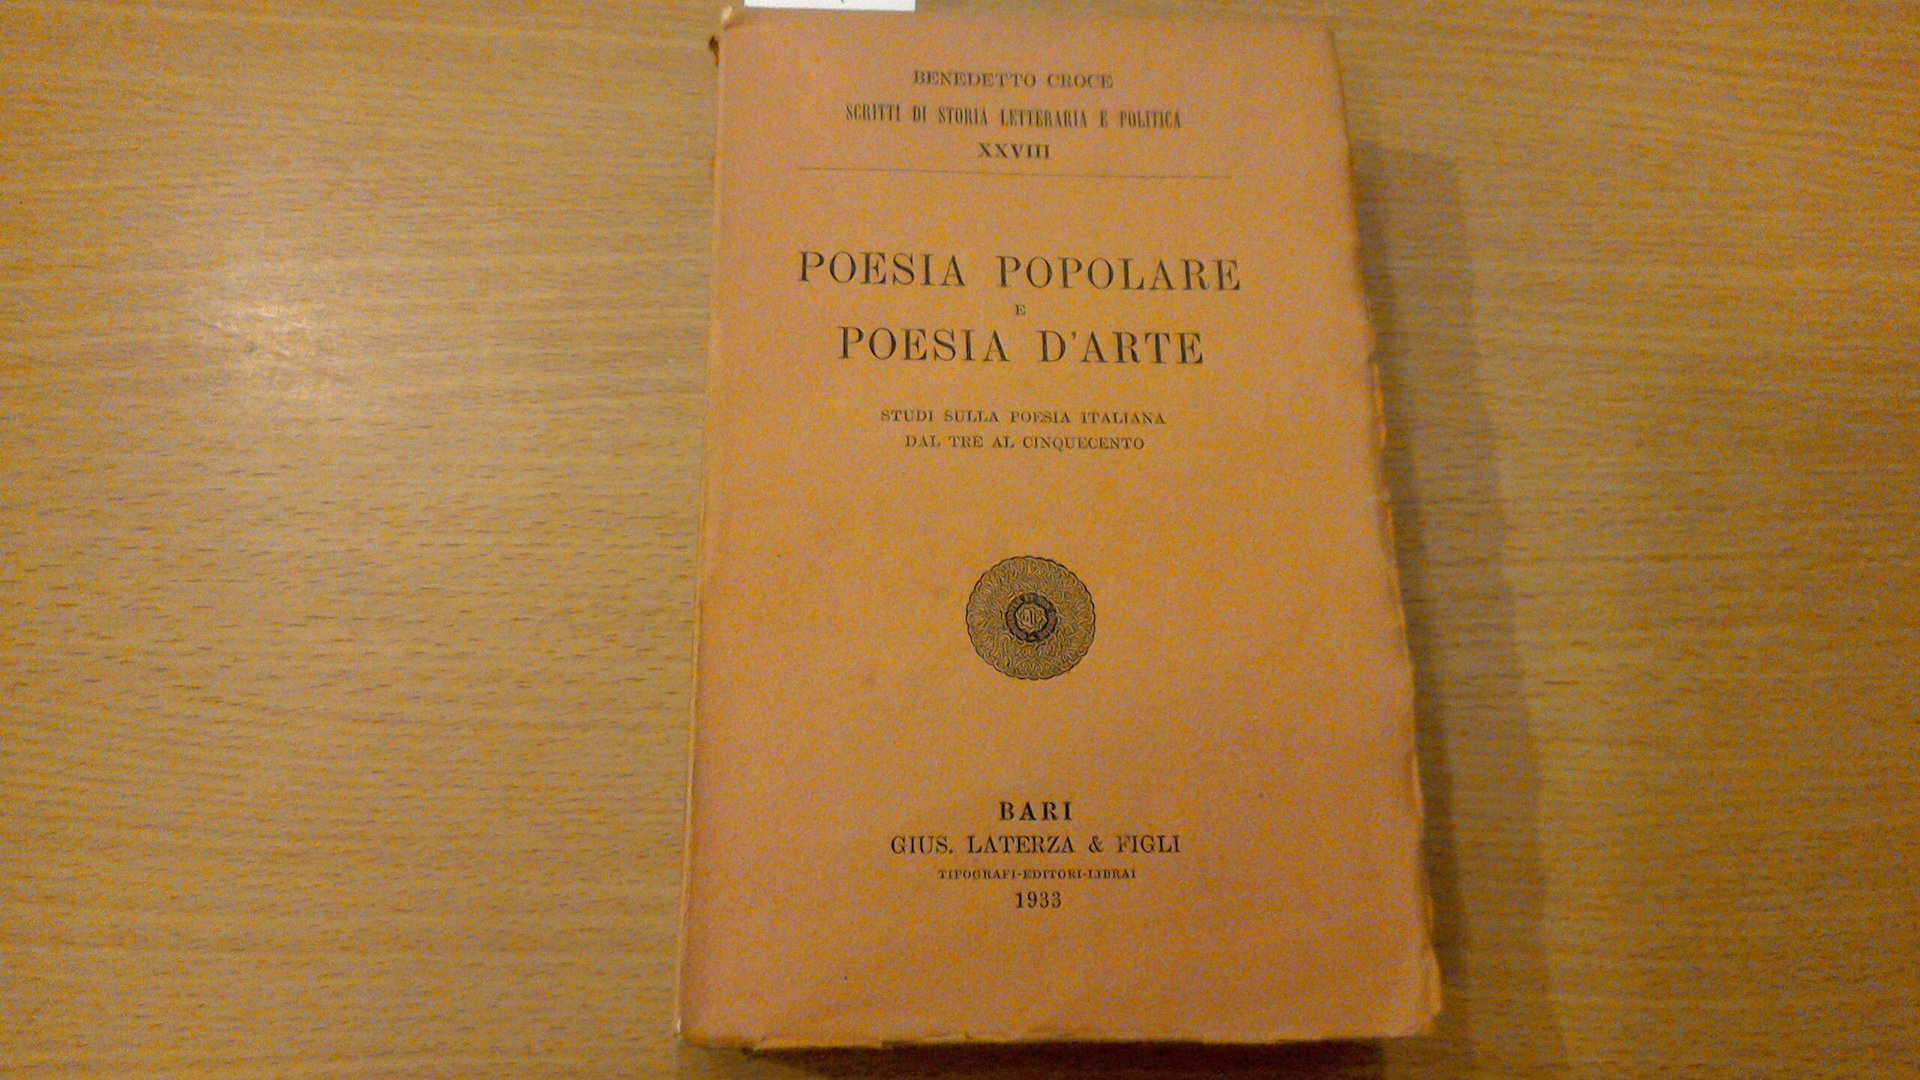 BENEDETTO CROCE
SCRITTI DI STORIA LETTERARIA E POLITICA
XXVIII
POESIA POPOLARE
E
POESIA D'ARTE
STUDI SULLA POESIA ITALIANA
DAL TRE AL CINQUECENTO
BARI
GIUS. LATERZA & FIGLI
TIPOGRAFI-EDITORI-LIBRAI
1933